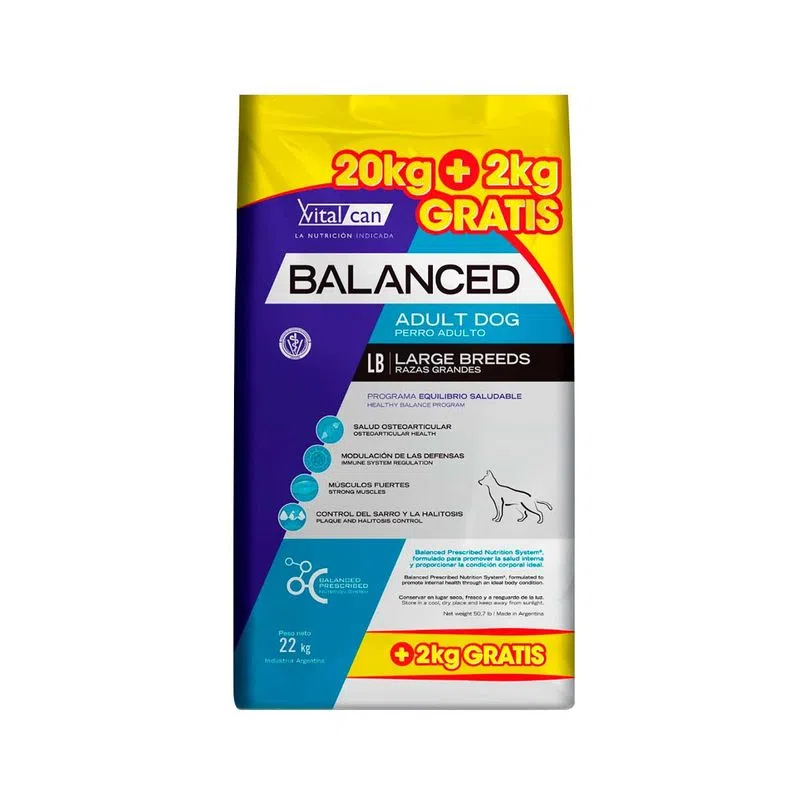 20kg + 2kg
GRATIS
Vital can
LA NUTRICIÓN INDICADA
BALANCED
ADULT DOG
PERRO ADULTO
LB | LARGE BREEDS
RAZAS GRANDES
PROGRAMA EQUILIBRIO SALUDABLE
HEALTHY BALANCE PROGRAM
SALUD OSTEOARTICULAR
OSTEOARTICULAR HEALTH
MODULACIÓN DE LAS DEFENSAS
IMMUNE SYSTEM REGULATION
MÚSCULOS FUERTES
STRONG MUSCLES
CONTROL DEL SARRO Y LA HALITOSIS
PLAQUE AND HALITOSIS CONTROL
BALANCED
PRESCRIBED
NUTRITION SYSTEM
Balanced Prescribed Nutrition System®,
formulado para promover la salud interna
y proporcionar la condición corporal ideal.
Balanced Prescribed Nutrition System®, formulated to
promote internal health through an ideal body condition.
Conservar en lugar seco, fresco y a resguardo de la luz.
Store in a cool, dry place and keep away from sunlight.
Net weight 50,7 lb / Made in Argentina
Peso neto
22 kg
Industria Argentina
+ 2kg GRATIS